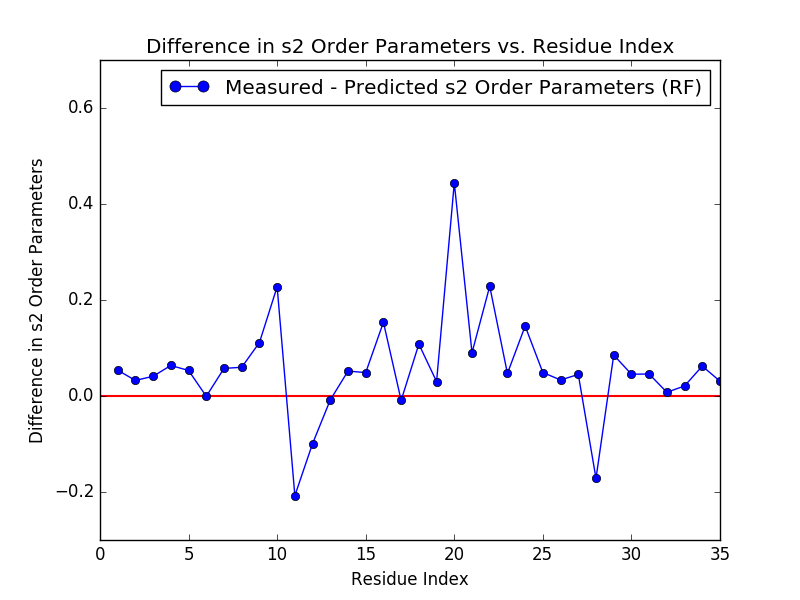 Difference in s2 Order Parameters vs. Residue Index
Measured - Predicted s2 Order Parameters (RF)
Difference in s2 Order Parameters
0.6
0.4
0.2
0.0
−0.2
0 5 10 15 20 25 30 35
Residue Index